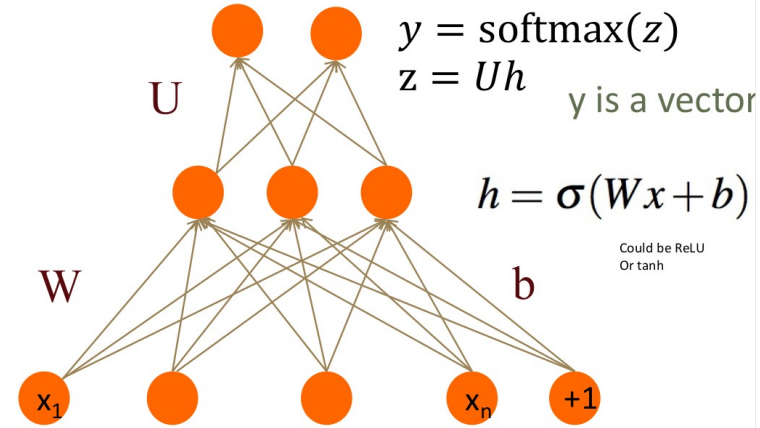 y = softmax(z)
z = Uh
U
y is a vector
h = σ(Wx+b)
Could be ReLU
Or tanh
W
b
x₁
xₙ
+1